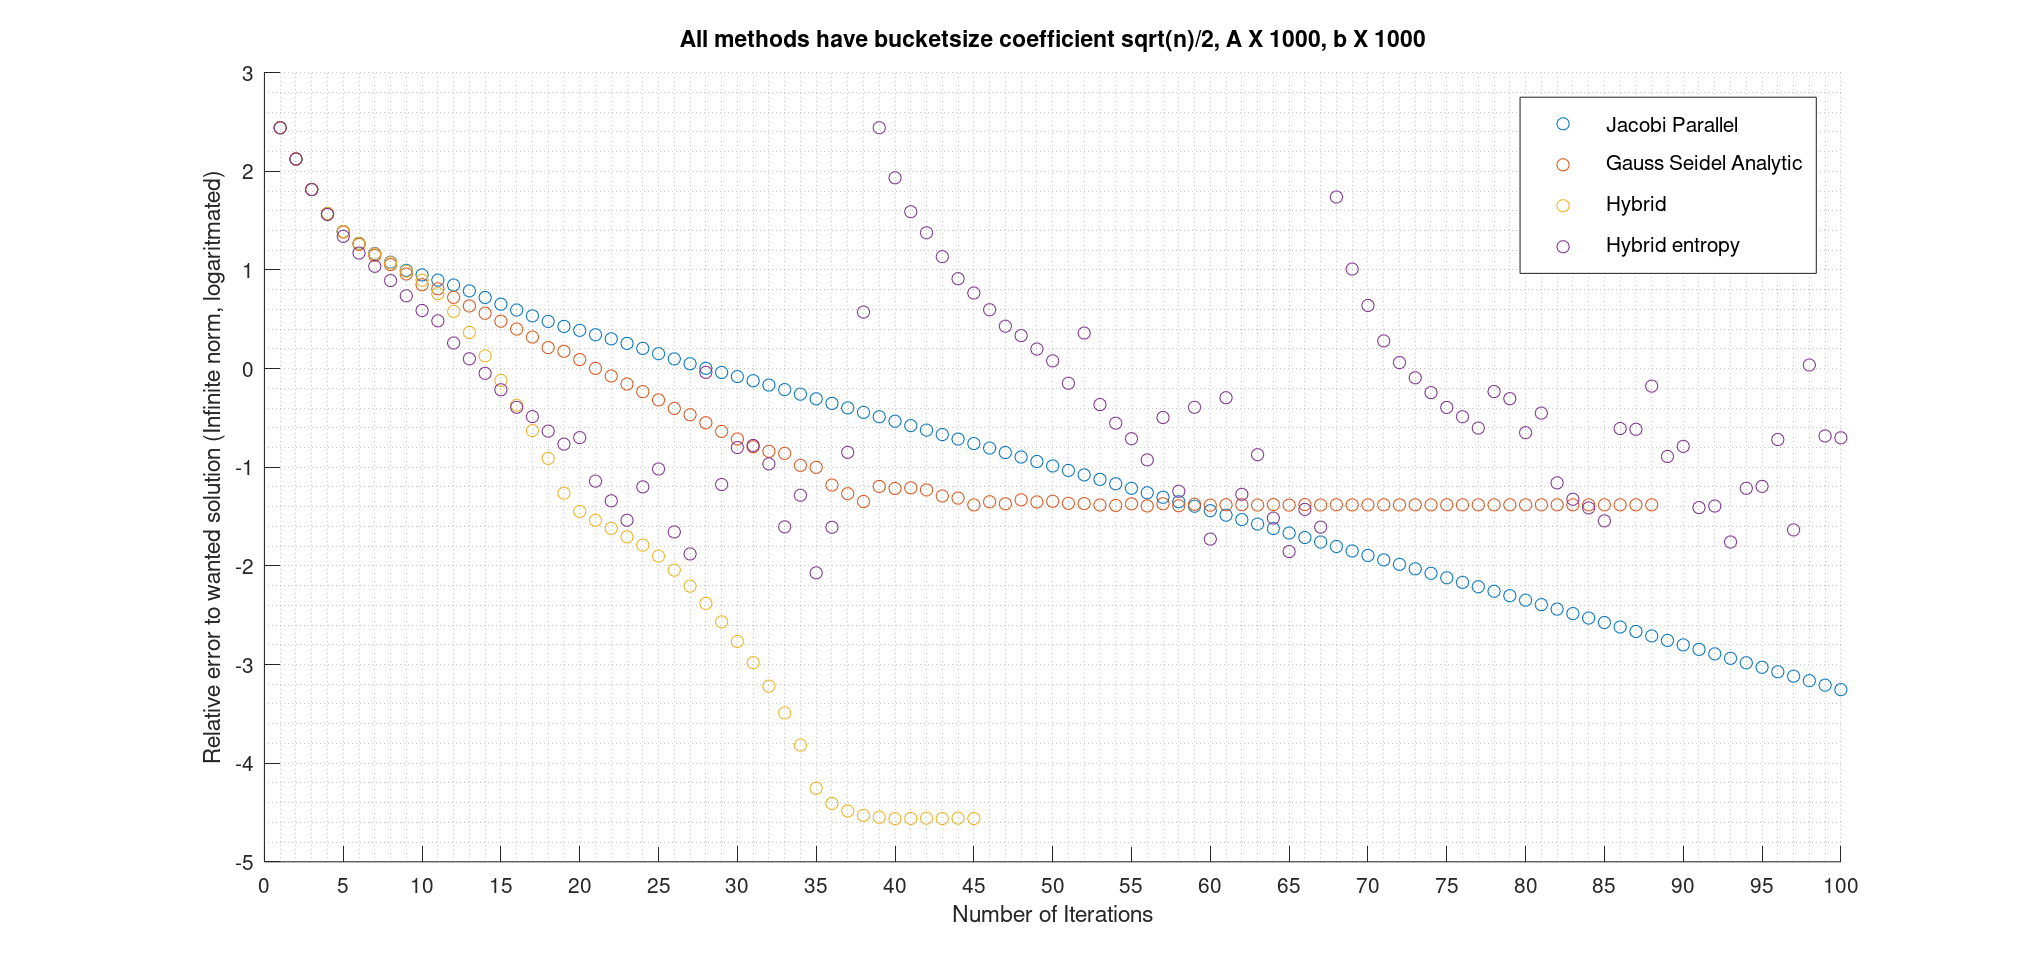 All methods have bucketsize coefficient sqrt(n)/2, A X 1000, b X 1000
Relative error to wanted solution (Infinite norm, logaritmated)
3
2
1
0
-1
-2
-3
-4
-5
Jacobi Parallel
Gauss Seidel Analytic
Hybrid
Hybrid entropy
0 5 10 15 20 25 30 35 40 45 50 55 60 65 70 75 80 85 90 95 100
Number of Iterations